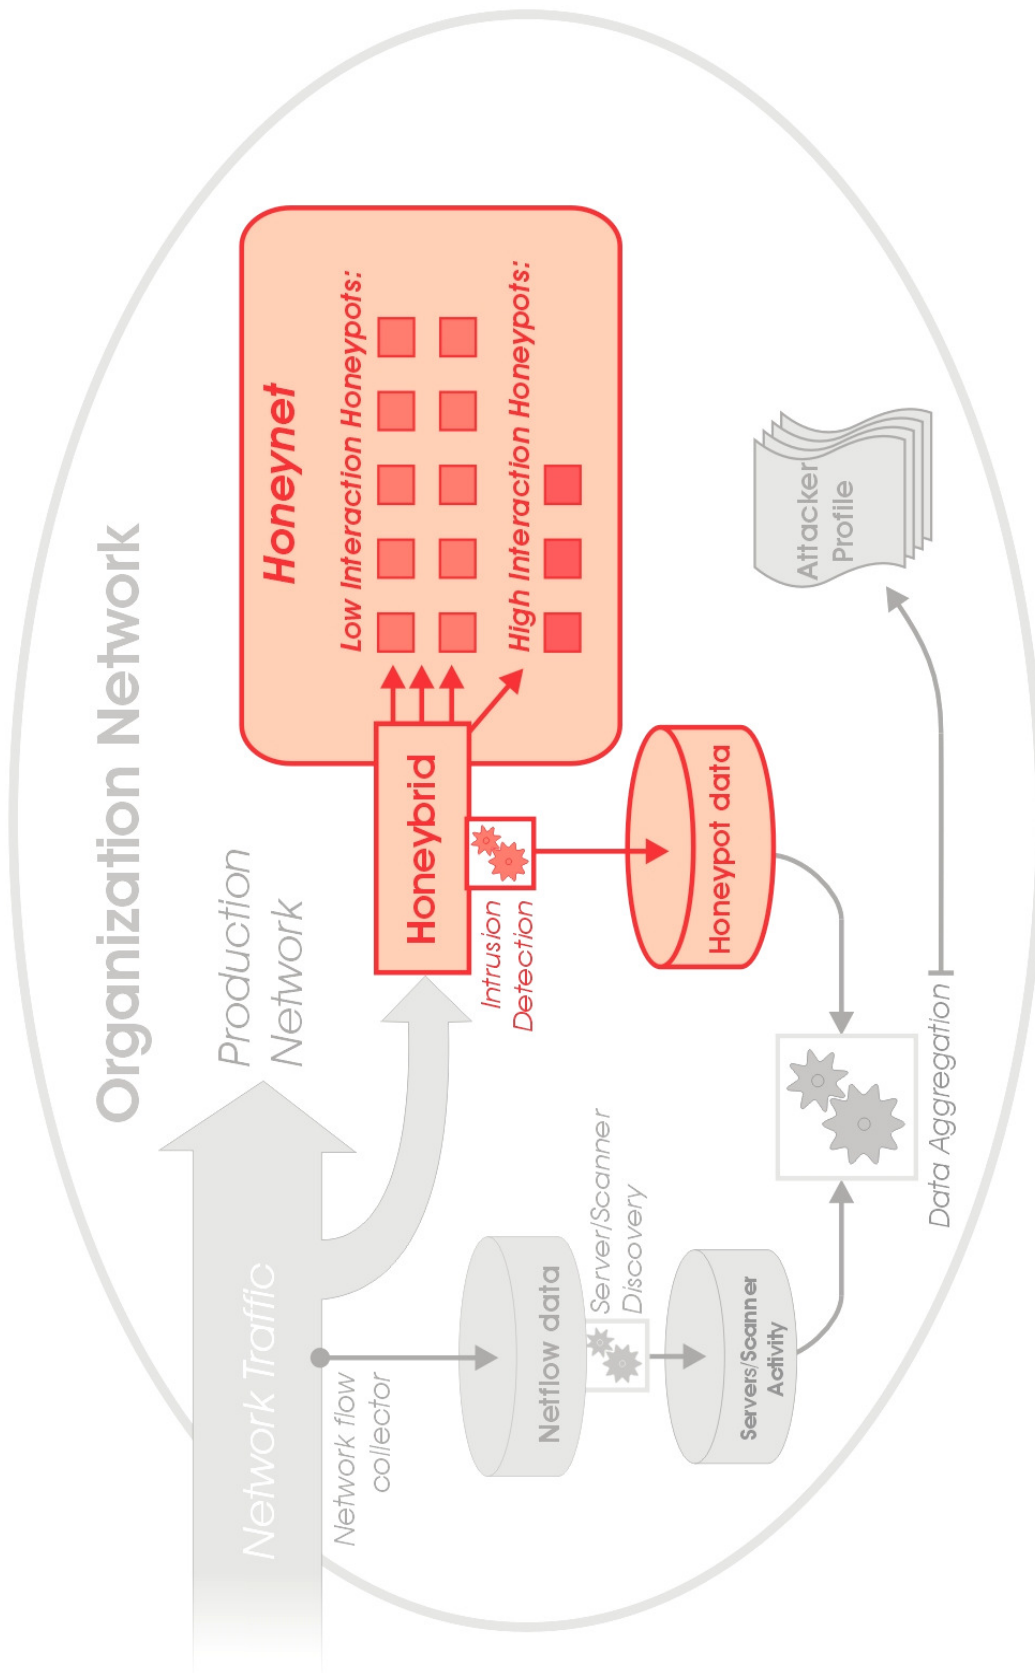 Organization Network
Network Traffic
Production
Network
Honeynet
Low Interaction Honeypots:
High Interaction Honeypots:
Honeybrid
Intrusion
Detection
Network flow
collector
Netflow data
Server/Scanner
Discovery
Servers/Scanner
Activity
Honeypot data
Data Aggregation
Attacker
Profile